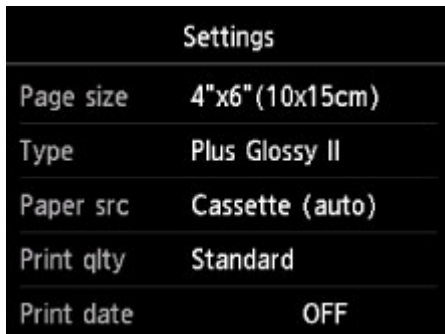 Settings
Page size 4"x6"(10x15cm)
Type Plus Glossy II
Paper src Cassette (auto)
Print qlty Standard
Print date OFF